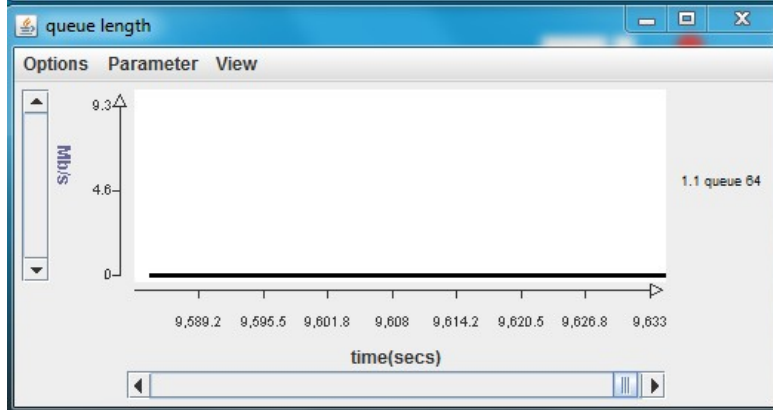 queue length
Options Parameter View
9.3
Mb/s
4.6
0
1.1 queue 64
9,589.2 9,595.5 9,601.8 9,608 9,614.2 9,620.5 9,626.8 9,633
time(secs)